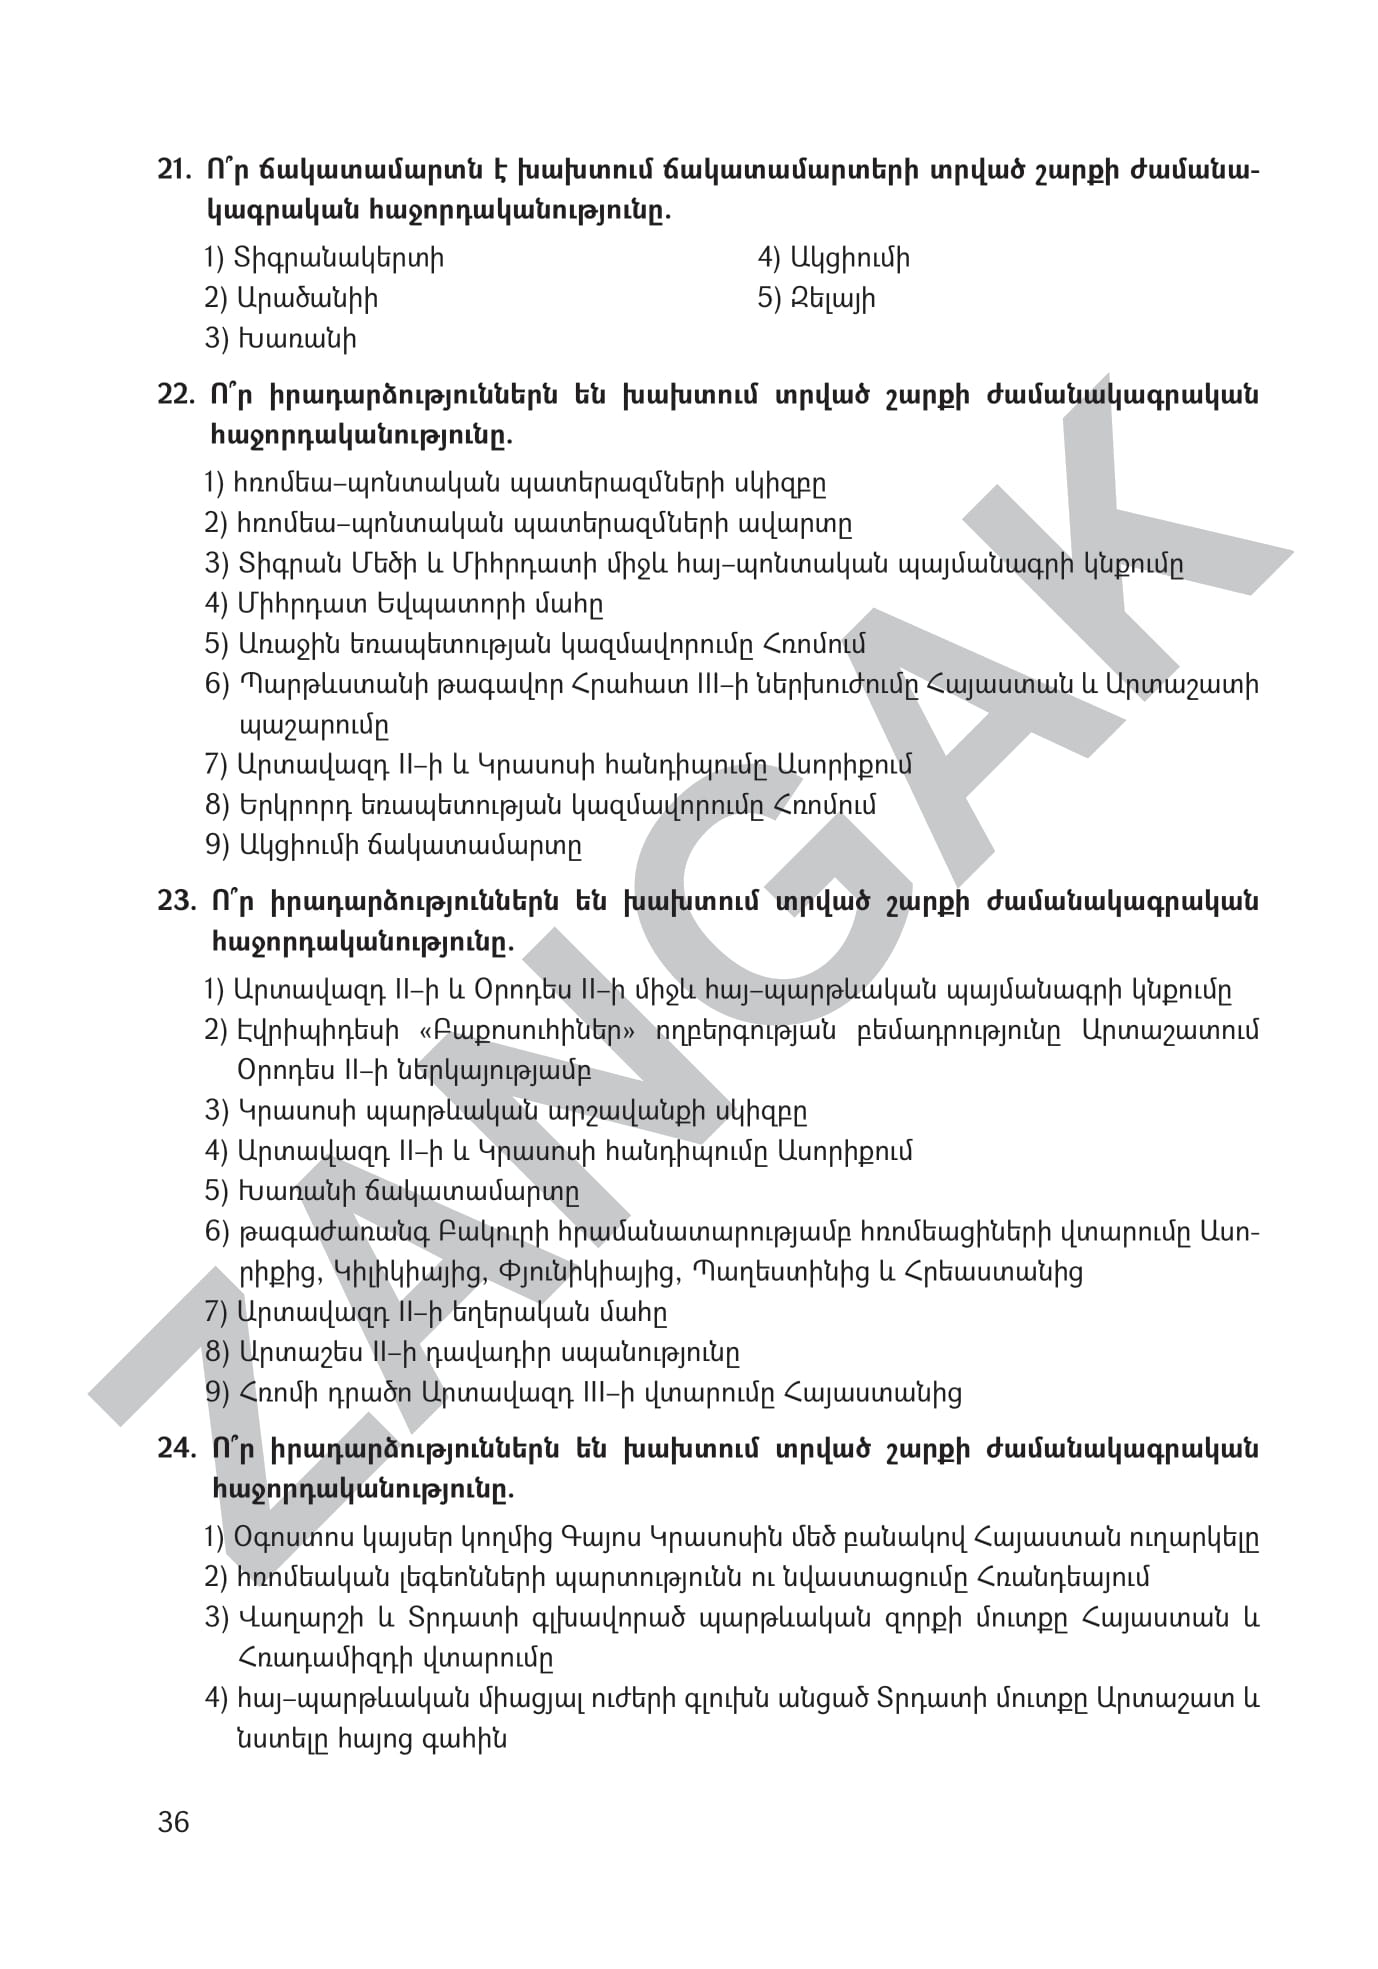 21. Ո՞ր ճակատամարտն է խախտում ճակատամարտերի տրված շարքի ժամանա-
կագրական հաջորդականությունը.
1) Տիգրանակերտի
4) Ակցիումի
2) Արածանիի
5) Զելայի
3) Խառանի
22. Ո՞ր իրադարձություններն են խախտում տրված շարքի ժամանակագրական
հաջորդականությունը.
1) հռոմեա–պոնտական պատերազմների սկիզբը
2) հռոմեա–պոնտական պատերազմների ավարտը
3) Տիգրան Մեծի և Միհրդատի միջև հայ–պոնտական պայմանագրի կնքումը
4) Միհրդատ Եվպատորի մահը
5) Առաջին եռապետության կազմավորումը Հռոմում
6) Պարթևստանի թագավոր Հրահատ III–ի ներխուժումը Հայաստան և Արտաշատի
պաշարումը
7) Արտավազդ II–ի և Կրասոսի հանդիպումը Ասորիքում
8) Երկրորդ եռապետության կազմավորումը Հռոմում
9) Ակցիումի ճակատամարտը
23. Ո՞ր իրադարձություններն են խախտում տրված շարքի ժամանակագրական
հաջորդականությունը.
1) Արտավազդ II–ի և Օրոդես II–ի միջև հայ–պարթևական պայմանագրի կնքումը
2) Էվրիպիդեսի «Բաքոսուհիներ» ողբերգության բեմադրությունը Արտաշատում
Օրոդես II–ի ներկայությամբ
3) Կրասոսի պարթևական արշավանքի սկիզբը
4) Արտավազդ II–ի և Կրասոսի հանդիպումը Ասորիքում
5) Խառանի ճակատամարտը
6) թագաժառանգ Բակուրի հրամանատարությամբ հռոմեացիների վտարումը Ասո-
րիքից, Կիլիկիայից, Փյունիկիայից, Պաղեստինից և Հրեաստանից
7) Արտավազդ II–ի եղերական մահը
8) Արտաշես II–ի դավադիր սպանությունը
9) Հռոմի դրածո Արտավազդ III–ի վտարումը Հայաստանից
24. Ո՞ր իրադարձություններն են խախտում տրված շարքի ժամանակագրական
հաջորդականությունը.
1) Օգոստոս կայսեր կողմից Գայոս Կրասոսին մեծ բանակով Հայաստան ուղարկելը
2) հռոմեական լեգեոնների պարտությունն ու նվաստացումը Հռանդեայում
3) Վաղարշի և Տրդատի գլխավորած պարթևական զորքի մուտքը Հայաստան և
Հռադամիզդի վտարումը
4) հայ–պարթևական միացյալ ուժերի գլուխն անցած Տրդատի մուտքը Արտաշատ և
նստելը հայոց գահին
36
ZANGAK